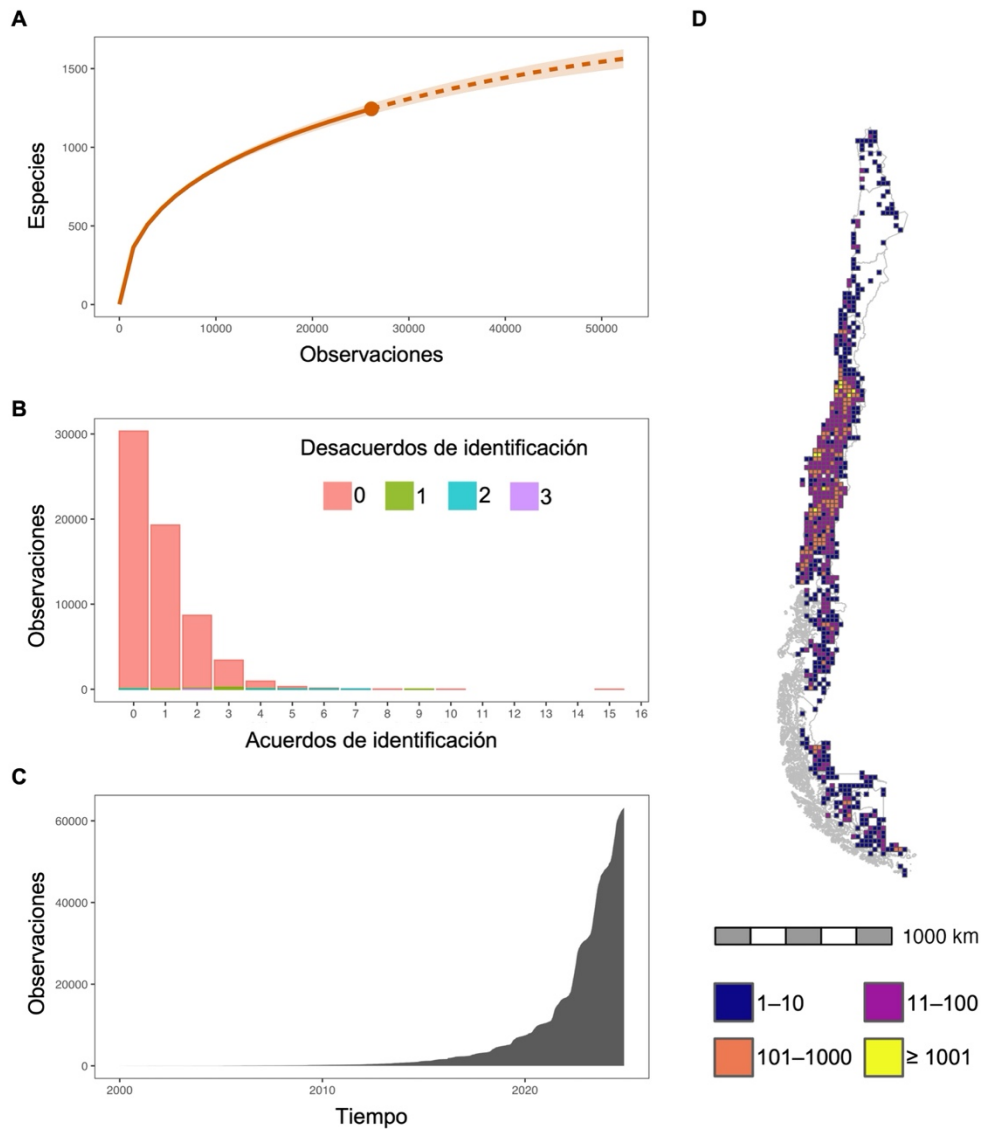 A
1500
1000
500
0
Especies
0 10000 20000 30000 40000 50000
Observaciones
B
30000
20000
10000
0
Observaciones
Desacuerdos de identificación
0 1 2 3
0 1 2 3 4 5 6 7 8 9 10 11 12 13 14 15 16
Acuerdos de identificación
C
60000
40000
20000
0
Observaciones
2000 2010 2020
Tiempo
D
1000 km
1–10 11–100
101–1000 ≥ 1001